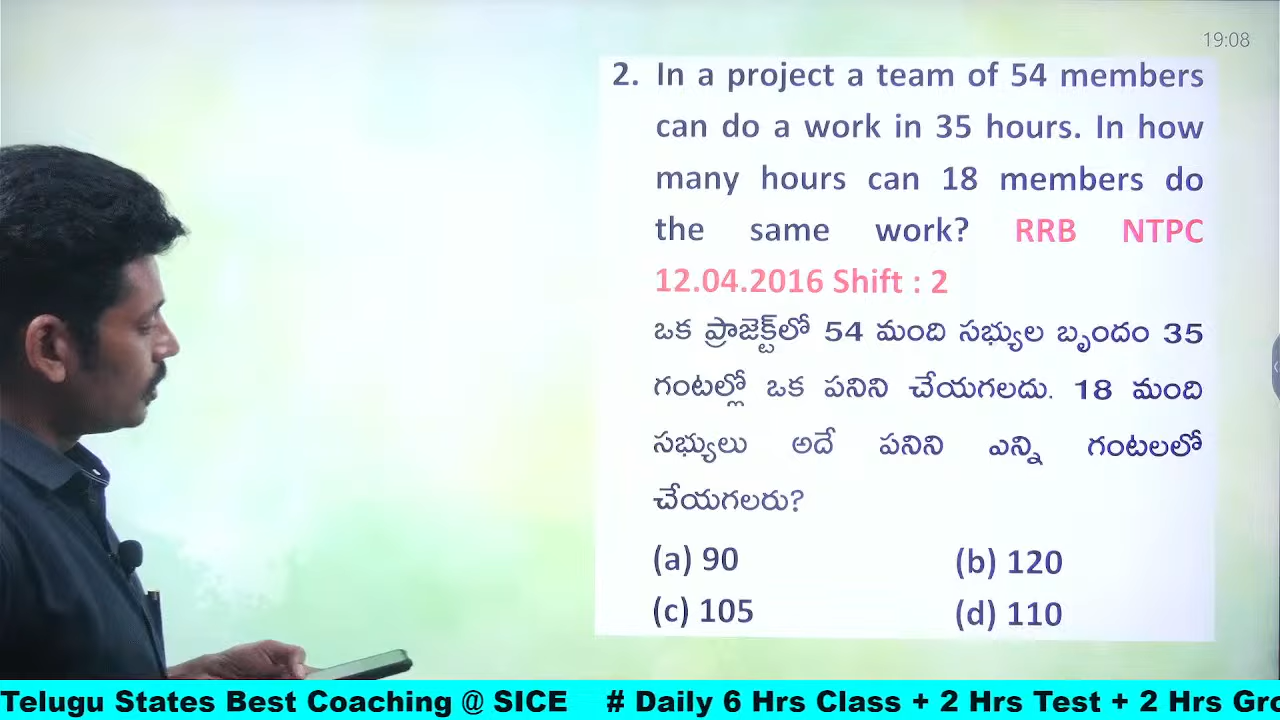 19:08
2. In a project a team of 54 members
can do a work in 35 hours. In how
many hours can 18 members do
the same work? RRB NTPC
12.04.2016 Shift : 2
ఒక ప్రాజెక్ట్‌లో 54 మంది సభ్యుల బృందం 35
గంటల్లో ఒక పనిని చేయగలదు. 18 మంది
సభ్యులు అదే పనిని ఎన్ని గంటలలో
చేయగలరు?
(a) 90 (b) 120
(c) 105 (d) 110
Telugu States Best Coaching @ SICE # Daily 6 Hrs Class + 2 Hrs Test + 2 Hrs Gro